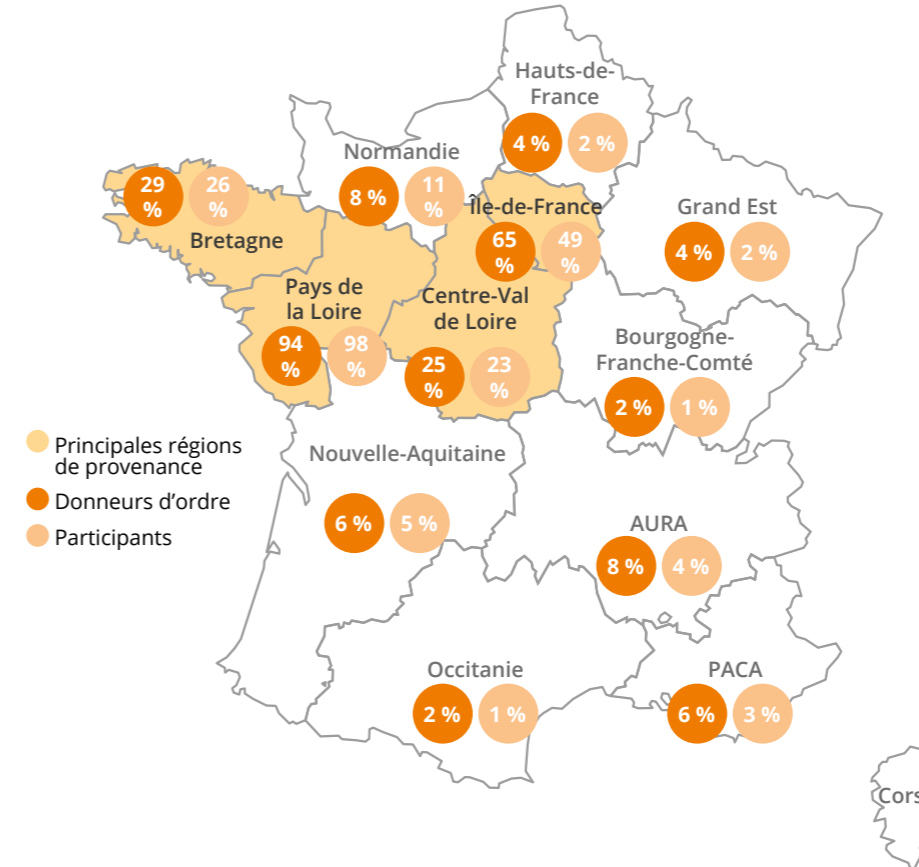 Hauts-de-
France
4 %
2 %
Normandie
8 %
11
%
Île-de-France
65
%
49
%
Grand Est
4 %
2 %
29
%
26
%
Bretagne
Pays de
la Loire
94
%
98
%
Centre-Val
de Loire
25
%
23
%
Bourgogne-
Franche-Comté
2 %
1 %
Principales régions
de provenance
Donneurs d’ordre
Participants
Nouvelle-Aquitaine
6 %
5 %
AURA
8 %
4 %
Occitanie
2 %
1 %
PACA
6 %
3 %
Cors